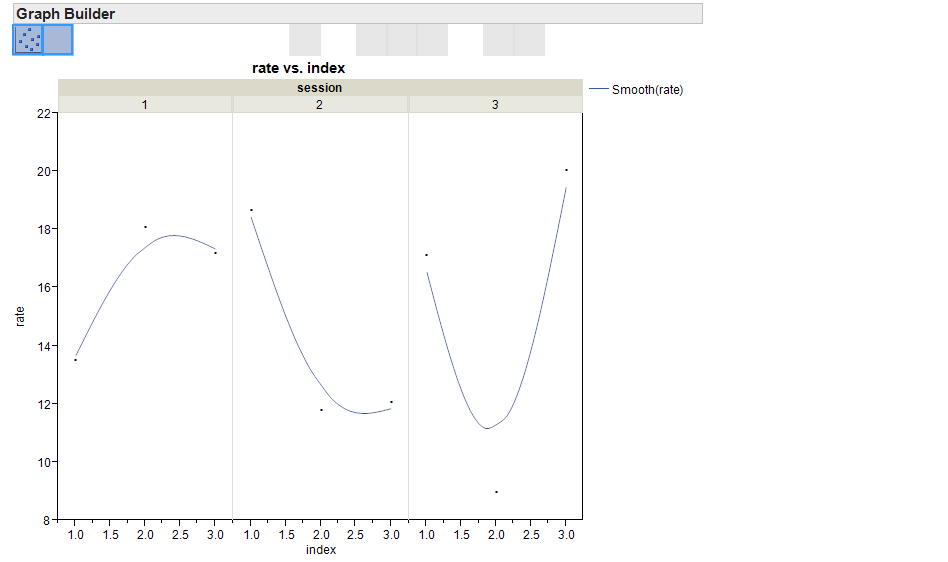 Graph Builder
rate vs. index
session
1 2 3
Smooth(rate)
22
20
18
16
14
12
10
8
rate
1.0 1.5 2.0 2.5 3.0 1.0 1.5 2.0 2.5 3.0 1.0 1.5 2.0 2.5 3.0
index